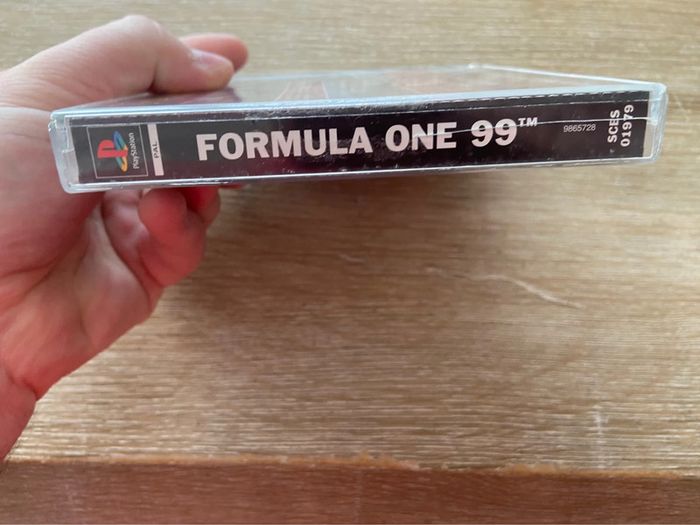 PlayStation
PAL
FORMULA ONE 99™
9865728
SCES
01979